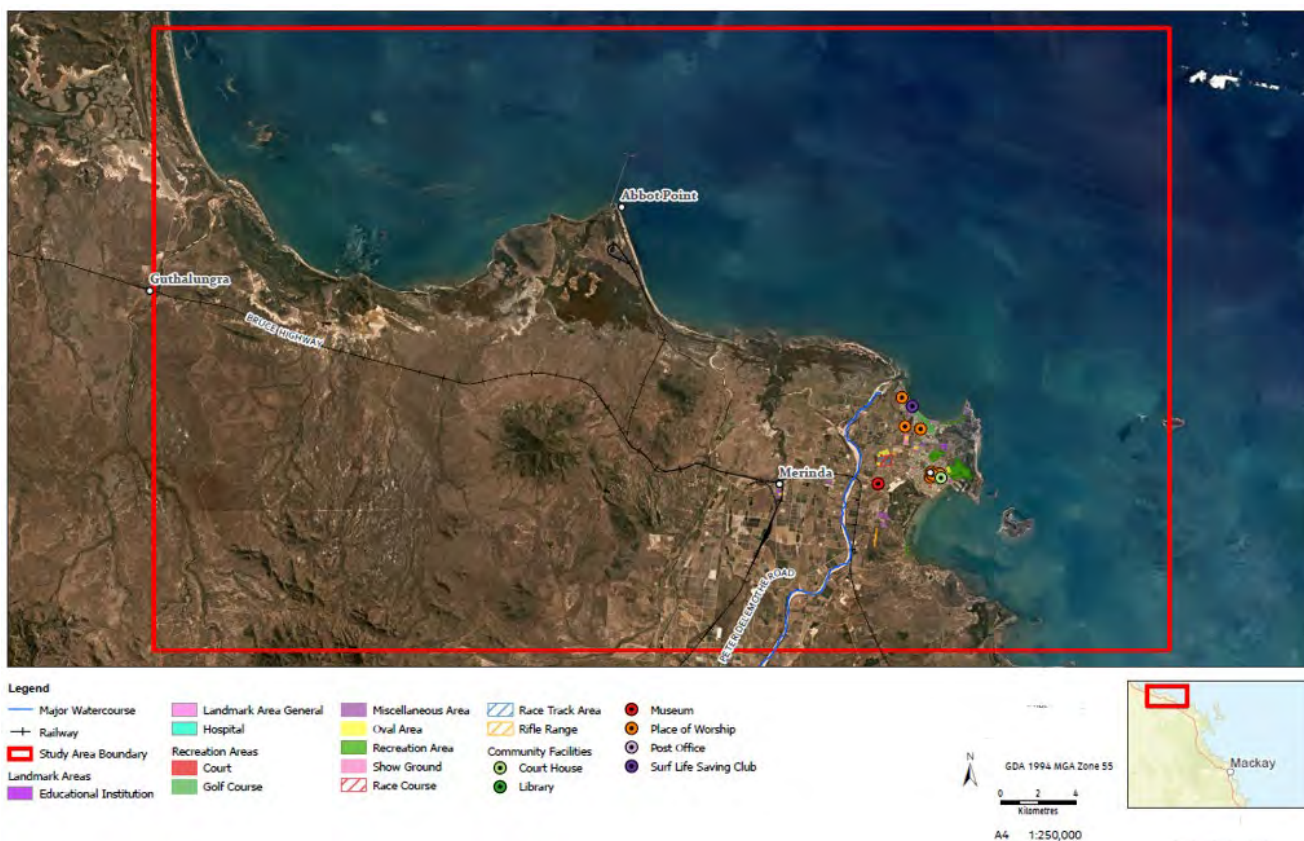 Abbot Point
Guthalungra
BRUCE HIGHWAY
Merinda
PETER DELEMOTHE ROAD
Legend
Major Watercourse
Railway
Study Area Boundary
Landmark Areas
Educational Institution
Landmark Area General
Hospital
Recreation Areas
Court
Golf Course
Miscellaneous Area
Oval Area
Recreation Area
Show Ground
Race Course
Race Track Area
Rifle Range
Community Facilities
Court House
Library
Museum
Place of Worship
Post Office
Surf Life Saving Club
N
GDA 1994 MGA Zone 55
0 2 4
Kilometres
A4 1:250,000
Mackay